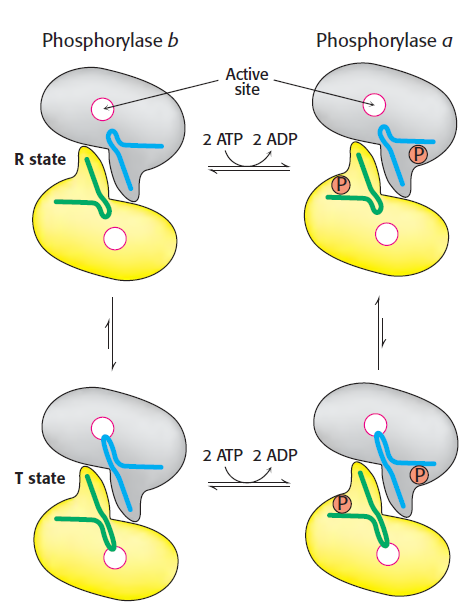 Phosphorylase b
Phosphorylase a
Active
site
2 ATP 2 ADP
R state
P
P
2 ATP 2 ADP
T state
P
P